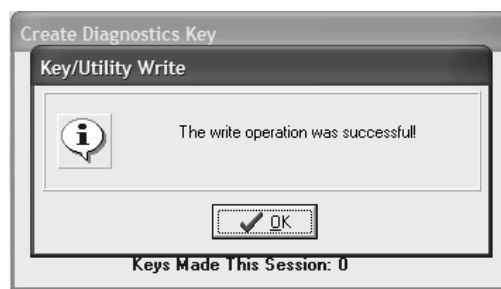 Create Diagnostics Key
Key/Utility Write
The write operation was successful!
OK
Keys Made This Session: 0